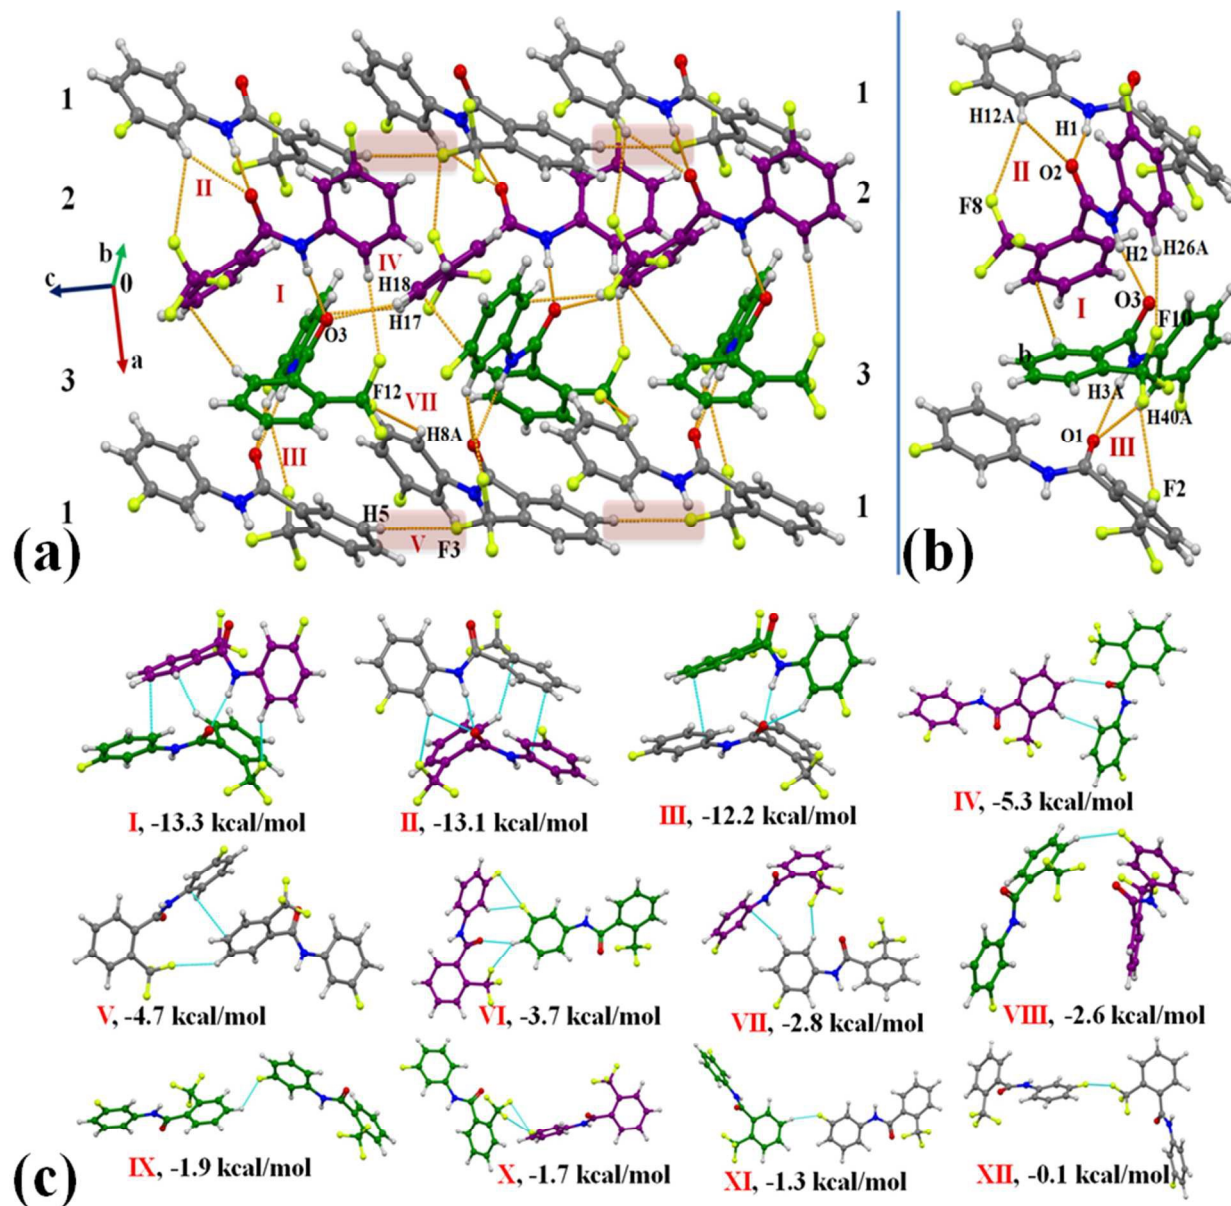 (a)
1
1
2
2
3
3
1
1
b
0
c
a
II
IV
H18
I
O3
H17
F12
VII
H8A
III
H5
V
F3
(b)
H12A
H1
II
O2
F8
H26A
H2
I
O3
F10
b
H3A
H40A
O1
III
F2
(c)
I, -13.3 kcal/mol
II, -13.1 kcal/mol
III, -12.2 kcal/mol
IV, -5.3 kcal/mol
V, -4.7 kcal/mol
VI, -3.7 kcal/mol
VII, -2.8 kcal/mol
VIII, -2.6 kcal/mol
IX, -1.9 kcal/mol
X, -1.7 kcal/mol
XI, -1.3 kcal/mol
XII, -0.1 kcal/mol